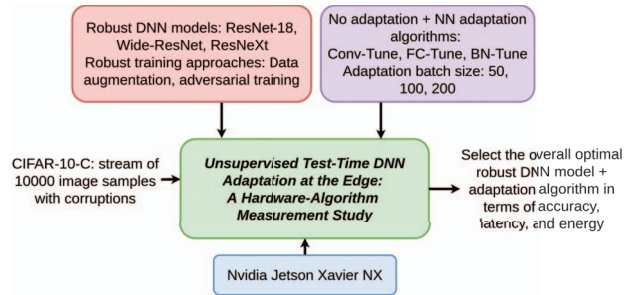 Robust DNN models: ResNet-18,
Wide-ResNet, ResNeXt
Robust training approaches: Data
augmentation, adversarial training
No adaptation + NN adaptation
algorithms:
Conv-Tune, FC-Tune, BN-Tune
Adaptation batch size: 50,
100, 200
CIFAR-10-C: stream of
10000 image samples
with corruptions
Unsupervised Test-Time DNN
Adaptation at the Edge:
A Hardware-Algorithm
Measurement Study
Select the overall optimal
robust DNN model +
adaptation algorithm in
terms of accuracy,
latency, and energy
Nvidia Jetson Xavier NX